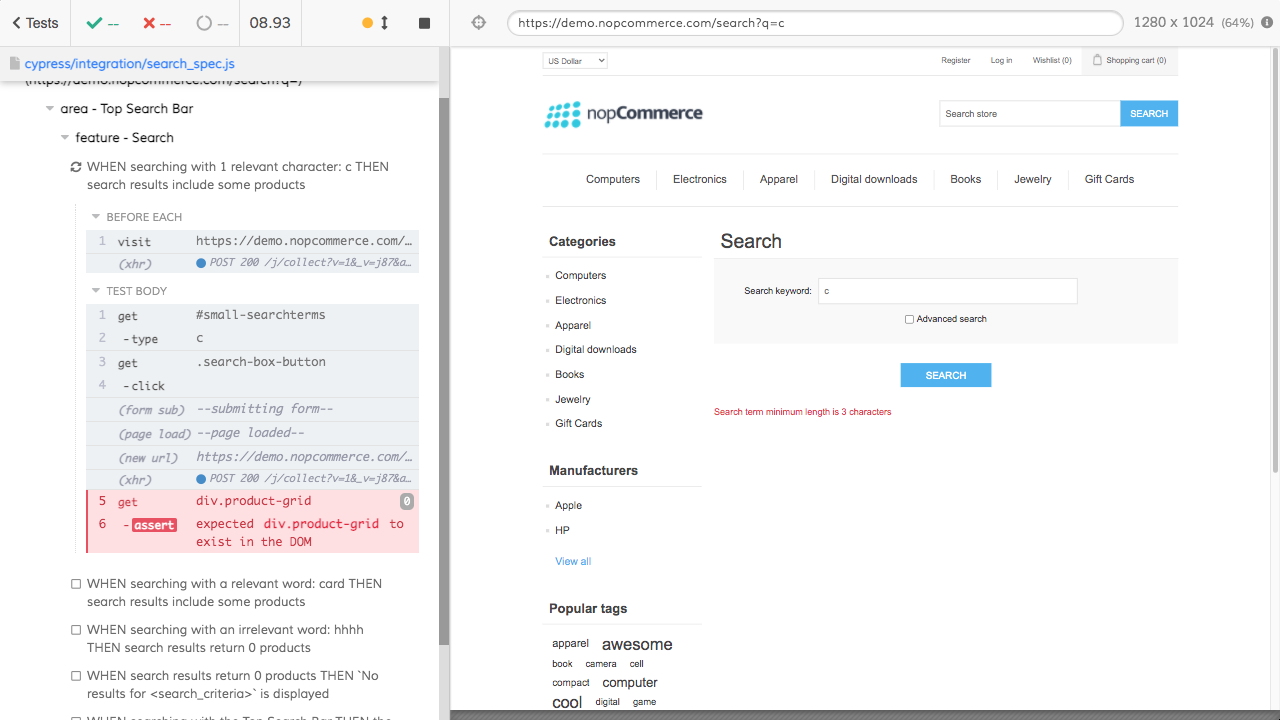 Tests
--
--
--
08.93
https://demo.nopcommerce.com/search?q=c
1280 x 1024 (64%)
cypress/integration/search_spec.js
(https://demo.nopcommerce.com/search?q=)
area - Top Search Bar
feature - Search
WHEN searching with 1 relevant character: c THEN
search results include some products
BEFORE EACH
1 visit https://demo.nopcommerce.com/…
(xhr) POST 200 /j/collect?v=1&_v=j87&a…
TEST BODY
1 get #small-searchterms
2 -type c
3 get .search-box-button
4 -click
(form sub) --submitting form--
(page load) --page loaded--
(new url) https://demo.nopcommerce.com/…
(xhr) POST 200 /j/collect?v=1&_v=j87&a…
5 get div.product-grid 0
6 -assert expected div.product-grid to
exist in the DOM
WHEN searching with a relevant word: card THEN
search results include some products
WHEN searching with an irrelevant word: hhhh
THEN search results return 0 products
WHEN search results return 0 products THEN `No
results for <search_criteria>` is displayed
WHEN searching with the Top Search Bar THEN the
US Dollar
Register Log in Wishlist (0) Shopping cart (0)
nopCommerce
Search store SEARCH
Computers Electronics Apparel Digital downloads Books Jewelry Gift Cards
Categories
Computers
Electronics
Apparel
Digital downloads
Books
Jewelry
Gift Cards
Manufacturers
Apple
HP
View all
Popular tags
apparel awesome
book camera cell
compact computer
cool digital game
Search
Search keyword: c
Advanced search
SEARCH
Search term minimum length is 3 characters